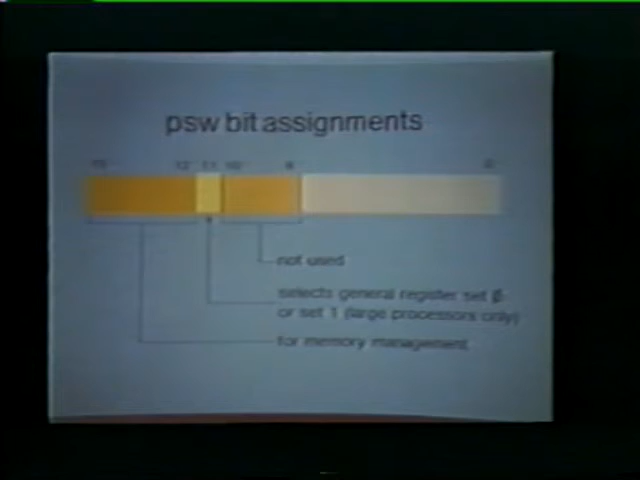 psw bit assignments
15 12 11 10 8 0
not used
selects general register set 0
or set 1 (large processors only)
for memory management